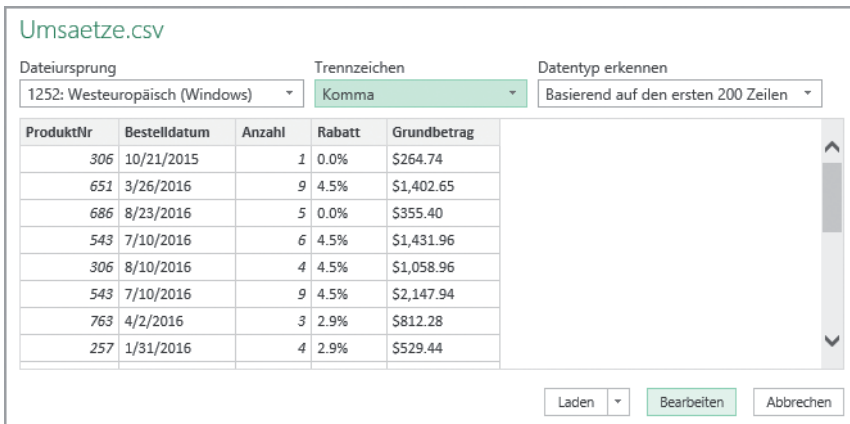 Umsaetze.csv
Dateiursprung Trennzeichen Datentyp erkennen
1252: Westeuropäisch (Windows) Komma Basierend auf den ersten 200 Zeilen
ProduktNr Bestelldatum Anzahl Rabatt Grundbetrag
306 10/21/2015 1 0.0% $264.74
651 3/26/2016 9 4.5% $1,402.65
686 8/23/2016 5 0.0% $355.40
543 7/10/2016 6 4.5% $1,431.96
306 8/10/2016 4 4.5% $1,058.96
543 7/10/2016 9 4.5% $2,147.94
763 4/2/2016 3 2.9% $812.28
257 1/31/2016 4 2.9% $529.44
Laden Bearbeiten Abbrechen